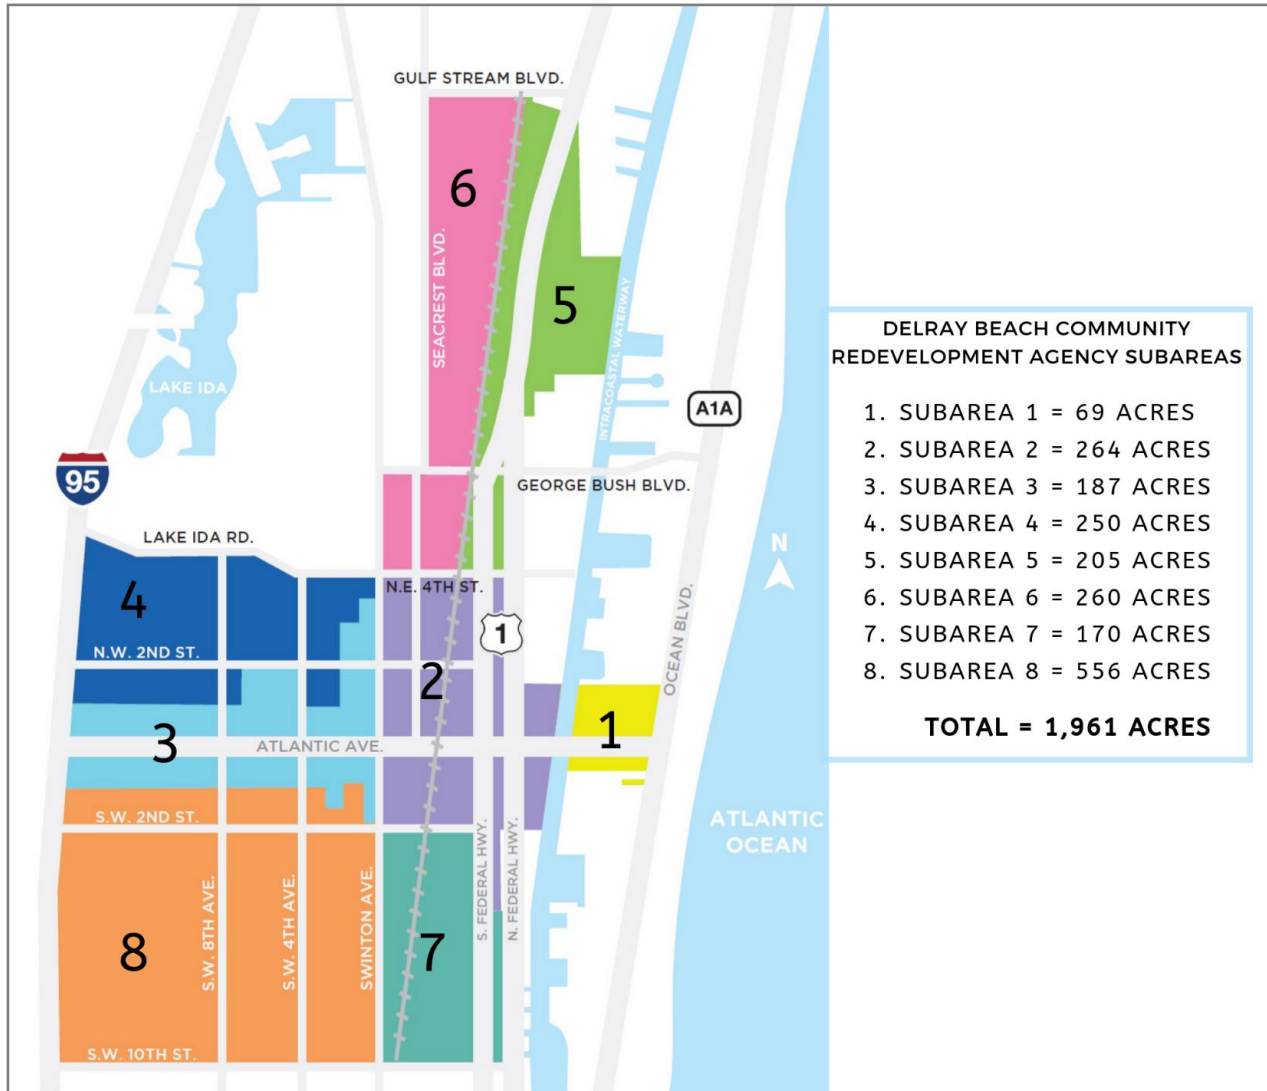 GULF STREAM BLVD.
6
SEACREST BLVD.
5
INTRACOASTAL WATERWAY
LAKE IDA
A1A
95
GEORGE BUSH BLVD.
LAKE IDA RD.
N.E. 4TH ST.
4
1
N.W. 2ND ST.
2
OCEAN BLVD.
N
3
ATLANTIC AVE.
1
S.W. 2ND ST.
ATLANTIC
OCEAN
S.W. 8TH AVE.
S.W. 4TH AVE.
SWINTON AVE.
S. FEDERAL HWY.
N. FEDERAL HWY.
8
7
S.W. 10TH ST.
DELRAY BEACH COMMUNITY
REDEVELOPMENT AGENCY SUBAREAS
1. SUBAREA 1 = 69 ACRES
2. SUBAREA 2 = 264 ACRES
3. SUBAREA 3 = 187 ACRES
4. SUBAREA 4 = 250 ACRES
5. SUBAREA 5 = 205 ACRES
6. SUBAREA 6 = 260 ACRES
7. SUBAREA 7 = 170 ACRES
8. SUBAREA 8 = 556 ACRES
TOTAL = 1,961 ACRES